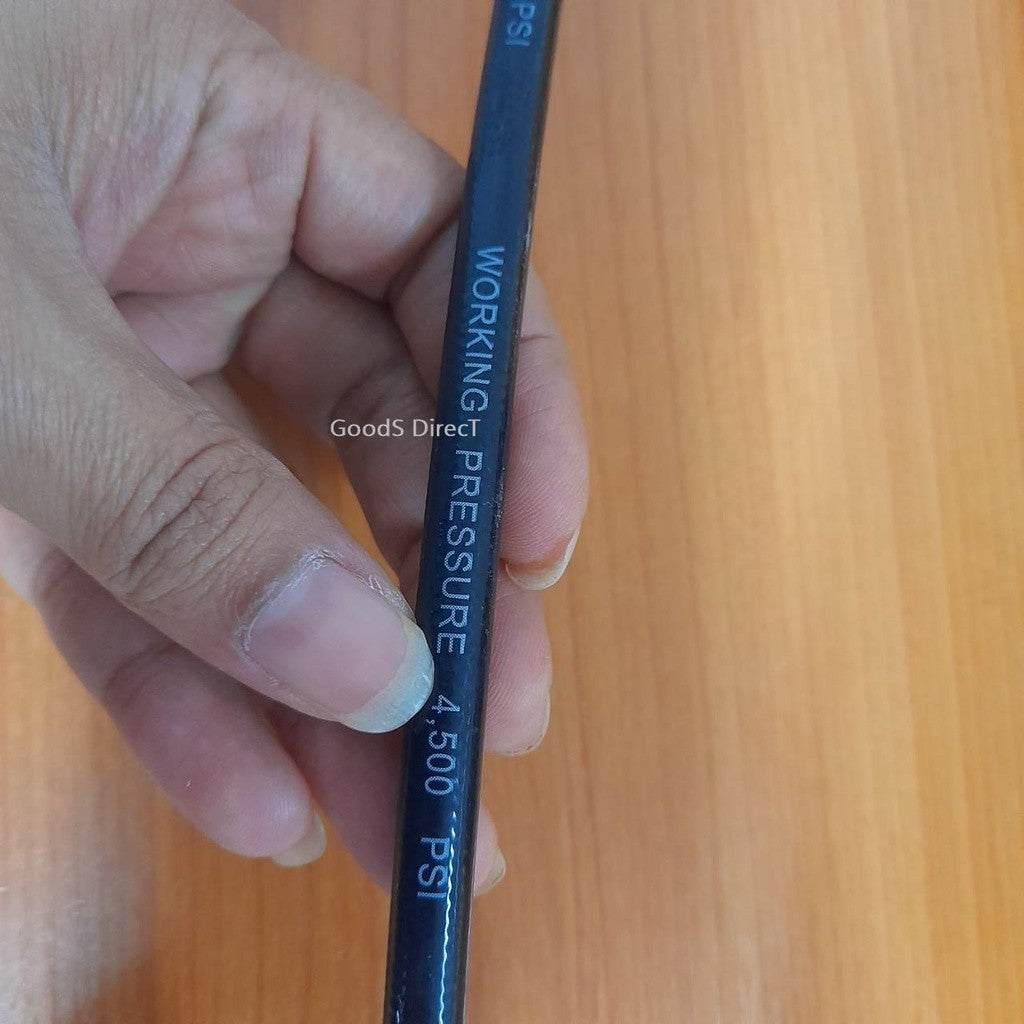 PSI
WORKING PRESSURE 4,500 PSI
GoodS DirecT